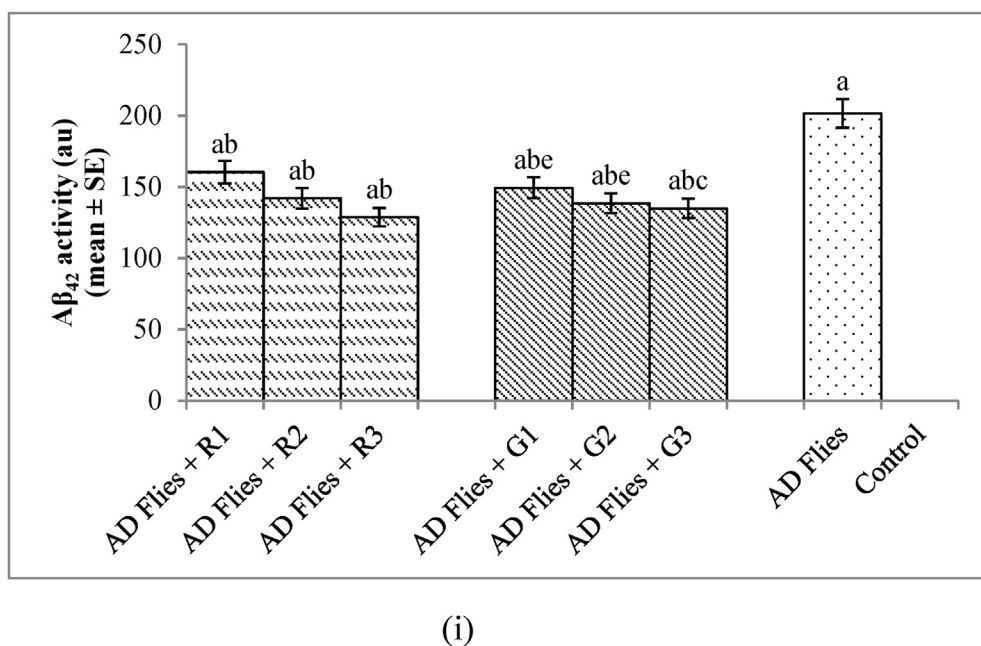 Aβ₄₂ activity (au)
(mean ± SE)
250
200
150
100
50
0
ab
ab
ab
abe
abe
abc
a
AD Flies + R1
AD Flies + R2
AD Flies + R3
AD Flies + G1
AD Flies + G2
AD Flies + G3
AD Flies
Control
(i)